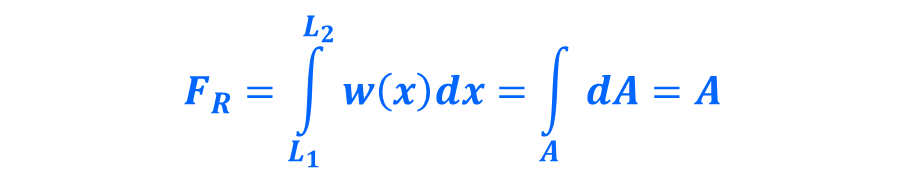 F_R = ∫_{L_1}^{L_2} w(x)dx = ∫_A dA = A